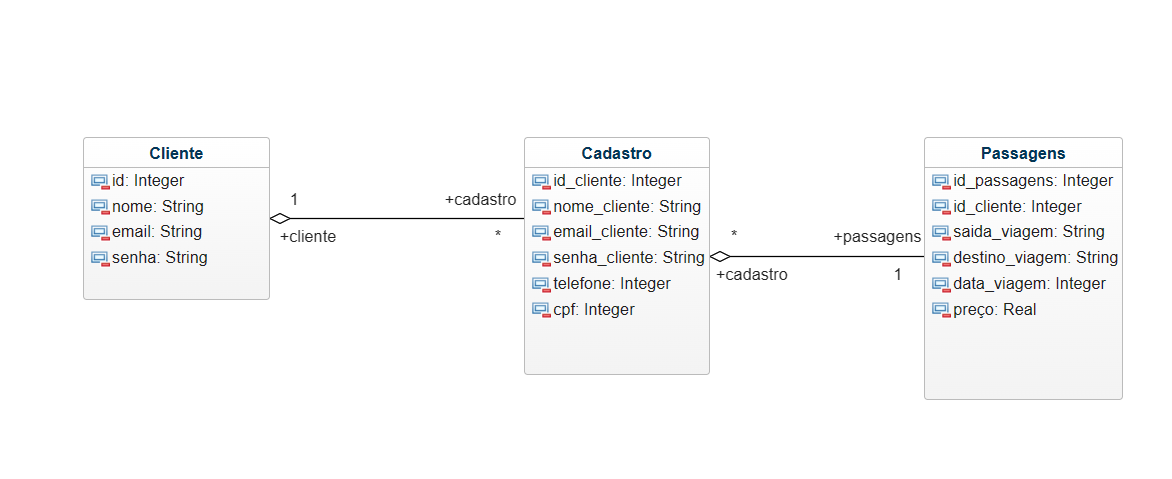 Cliente
id: Integer
nome: String
email: String
senha: String
1
+cadastro
+cliente
*
Cadastro
id_cliente: Integer
nome_cliente: String
email_cliente: String
senha_cliente: String
telefone: Integer
cpf: Integer
*
+passagens
+cadastro
1
Passagens
id_passagens: Integer
id_cliente: Integer
saida_viagem: String
destino_viagem: String
data_viagem: Integer
preço: Real